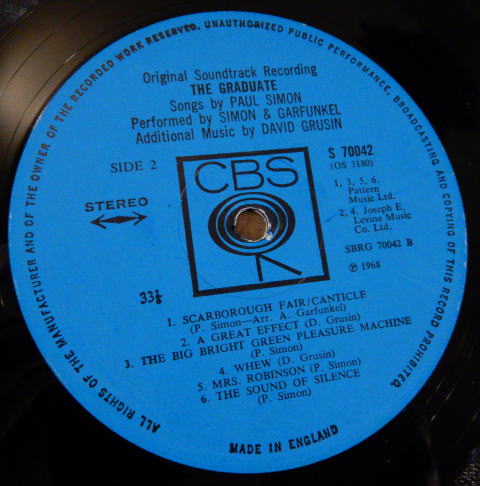 ALL RIGHTS OF THE MANUFACTURER AND OF THE OWNER OF THE RECORDED WORK RESERVED. UNAUTHORIZED PUBLIC PERFORMANCE, BROADCASTING AND COPYING OF THIS RECORD PROHIBITED.
Original Soundtrack Recording
THE GRADUATE
Songs by PAUL SIMON
Performed by SIMON & GARFUNKEL
Additional Music by DAVID GRUSIN
SIDE 2
STEREO
CBS
S 70042
(OS 3180)
1, 3, 5, 6.
Pattern
Music Ltd.
2, 4. Joseph E.
Levine Music
Co. Ltd.
SBRG 70042 B
℗ 1968
33⅓
1. SCARBOROUGH FAIR/CANTICLE
(P. Simon—Arr. A. Garfunkel)
2. A GREAT EFFECT (D. Grusin)
3. THE BIG BRIGHT GREEN PLEASURE MACHINE
(P. Simon)
4. WHEW (D. Grusin)
5. MRS. ROBINSON (P. Simon)
6. THE SOUND OF SILENCE
(P. Simon)
MADE IN ENGLAND